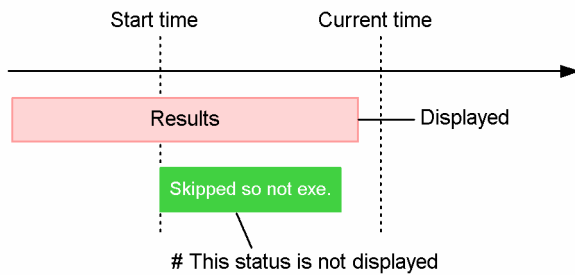 Start time
Current time
Results
Displayed
Skipped so not exe.
# This status is not displayed